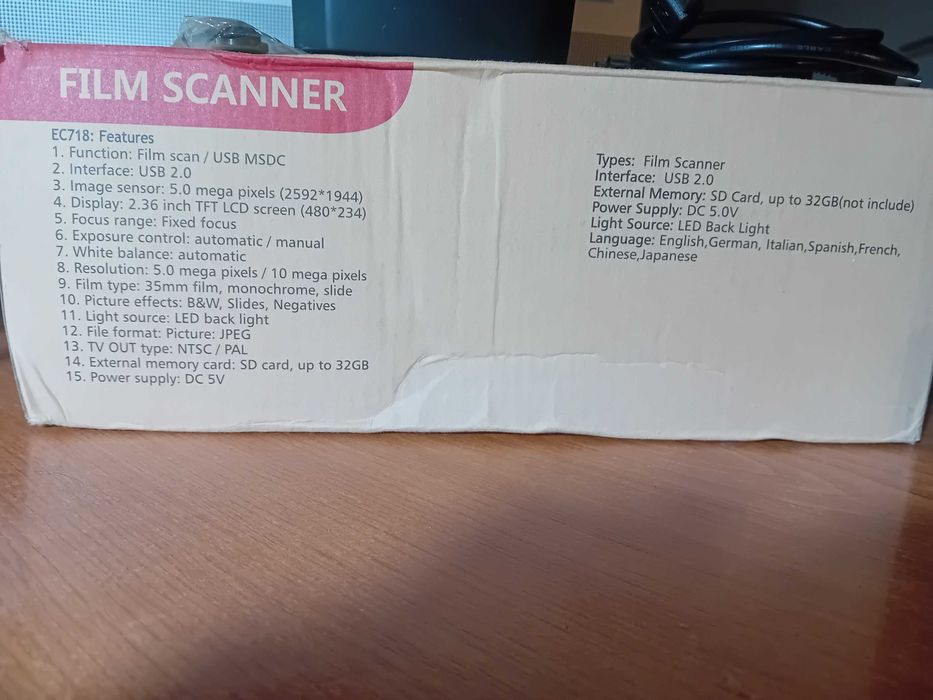 FILM SCANNER
EC718: Features
1. Function: Film scan / USB MSDC
2. Interface: USB 2.0
3. Image sensor: 5.0 mega pixels (2592*1944)
4. Display: 2.36 inch TFT LCD screen (480*234)
5. Focus range: Fixed focus
6. Exposure control: automatic / manual
7. White balance: automatic
8. Resolution: 5.0 mega pixels / 10 mega pixels
9. Film type: 35mm film, monochrome, slide
10. Picture effects: B&W, Slides, Negatives
11. Light source: LED back light
12. File format: Picture: JPEG
13. TV OUT type: NTSC / PAL
14. External memory card: SD card, up to 32GB
15. Power supply: DC 5V
Types: Film Scanner
Interface: USB 2.0
External Memory: SD Card, up to 32GB(not include)
Power Supply: DC 5.0V
Light Source: LED Back Light
Language: English,German, Italian,Spanish,French,
Chinese,Japanese